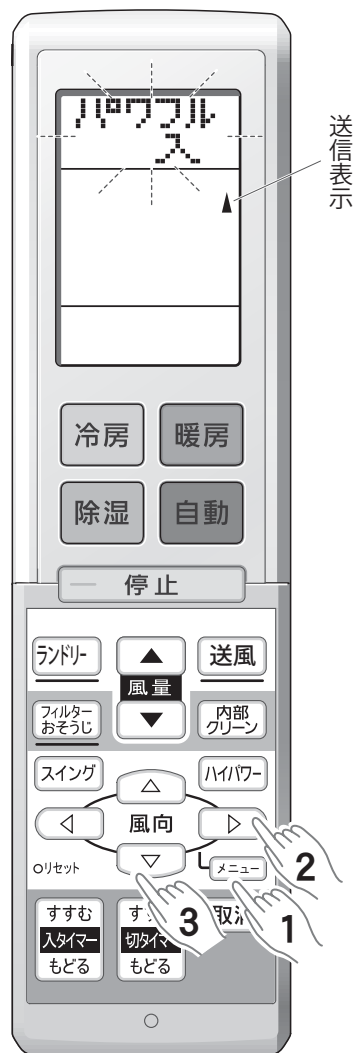 パワフル
ス
送信表示
冷房
暖房
除湿
自動
停止
ランドリー
▲
風量
▼
送風
フィルター
おそうじ
内部
クリーン
スイング
△
ハイパワー
◁
風向
▷
▽
リセット
メニュー
2
すすむ
入タイマー
もどる
す
切タイマ
もどる
3
取
1